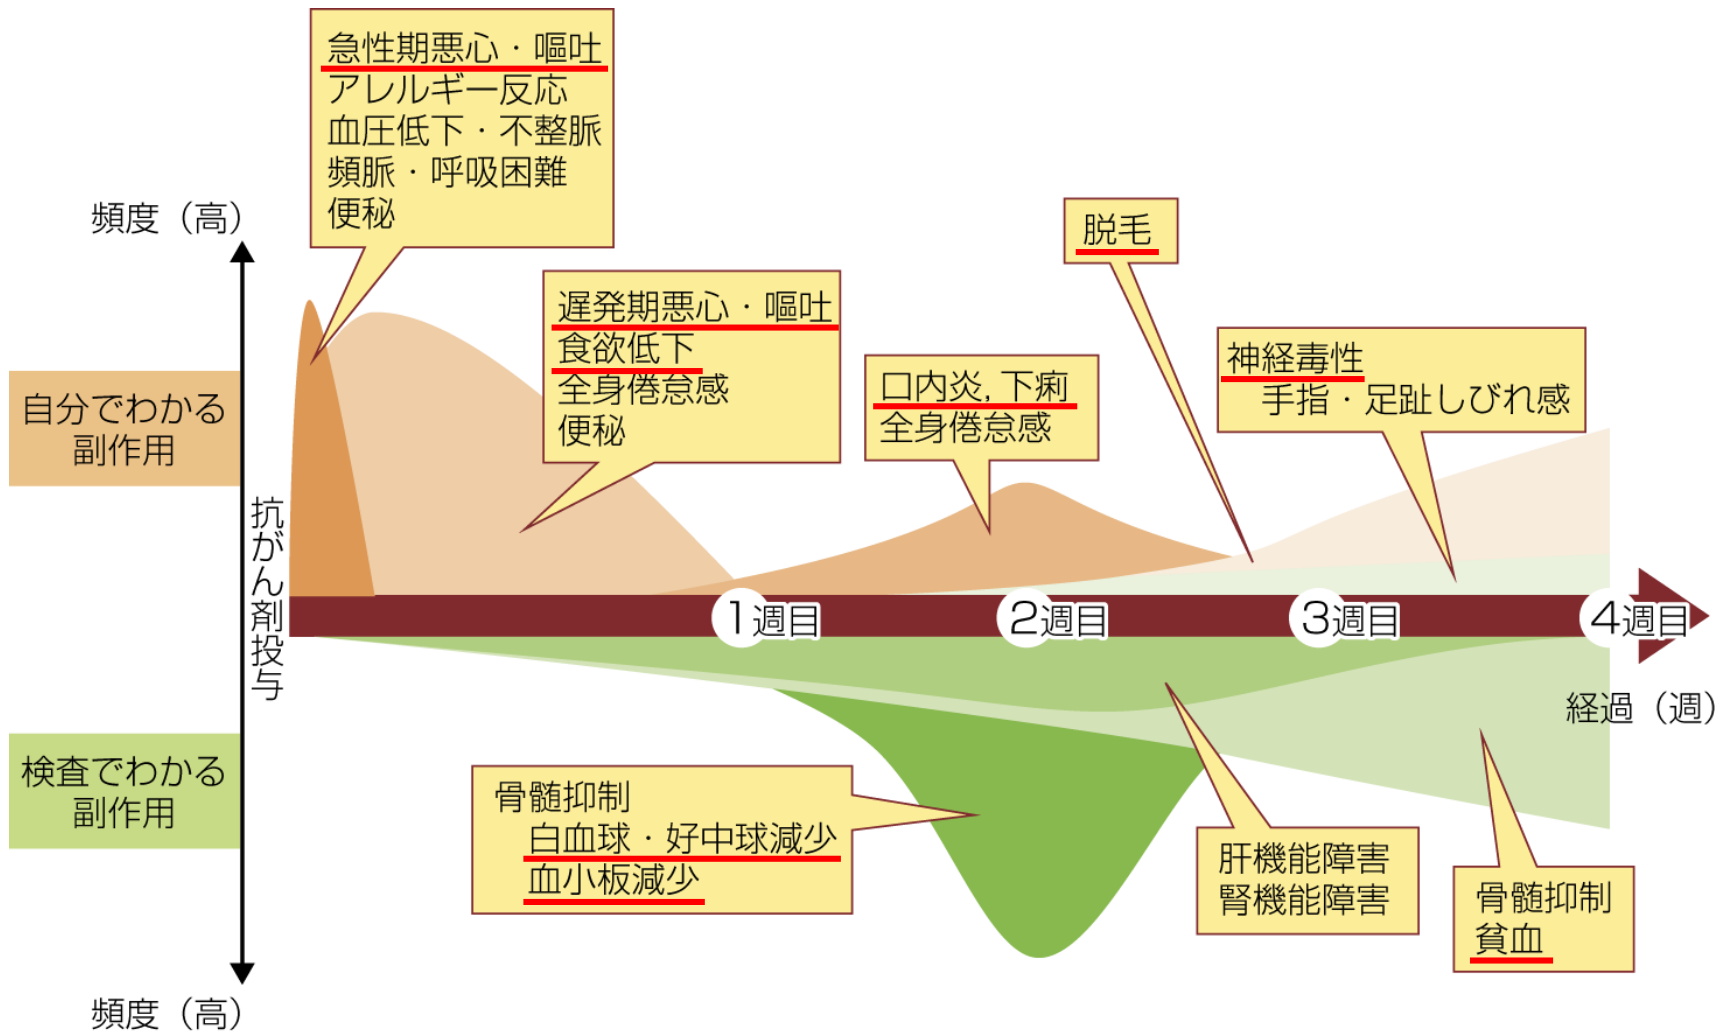 急性期悪心・嘔吐
アレルギー反応
血圧低下・不整脈
頻脈・呼吸困難
便秘
頻度（高）
遅発期悪心・嘔吐
食欲低下
全身倦怠感
便秘
脱毛
口内炎,下痢
全身倦怠感
神経毒性
手指・足趾しびれ感
自分でわかる
副作用
抗がん剤投与
1週目
2週目
3週目
4週目
経過（週）
検査でわかる
副作用
骨髄抑制
白血球・好中球減少
血小板減少
肝機能障害
腎機能障害
骨髄抑制
貧血
頻度（高）